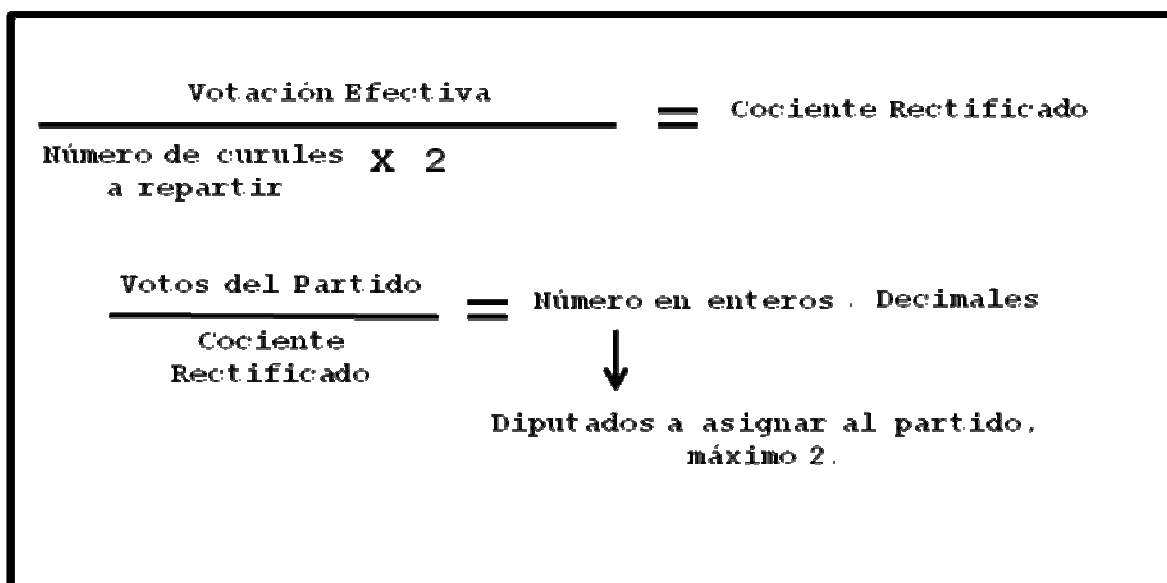 Votación Efectiva
= Cociente Rectificado
Número de curules X 2
a repartir
Votos del Partido
= Número en enteros . Decimales
Cociente
Rectificado
Diputados a asignar al partido,
máximo 2.